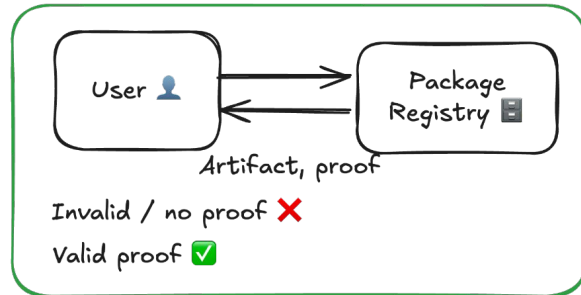 User 👤
Package
Registry 🗄️
Artifact, proof
Invalid / no proof ❌
Valid proof ✅